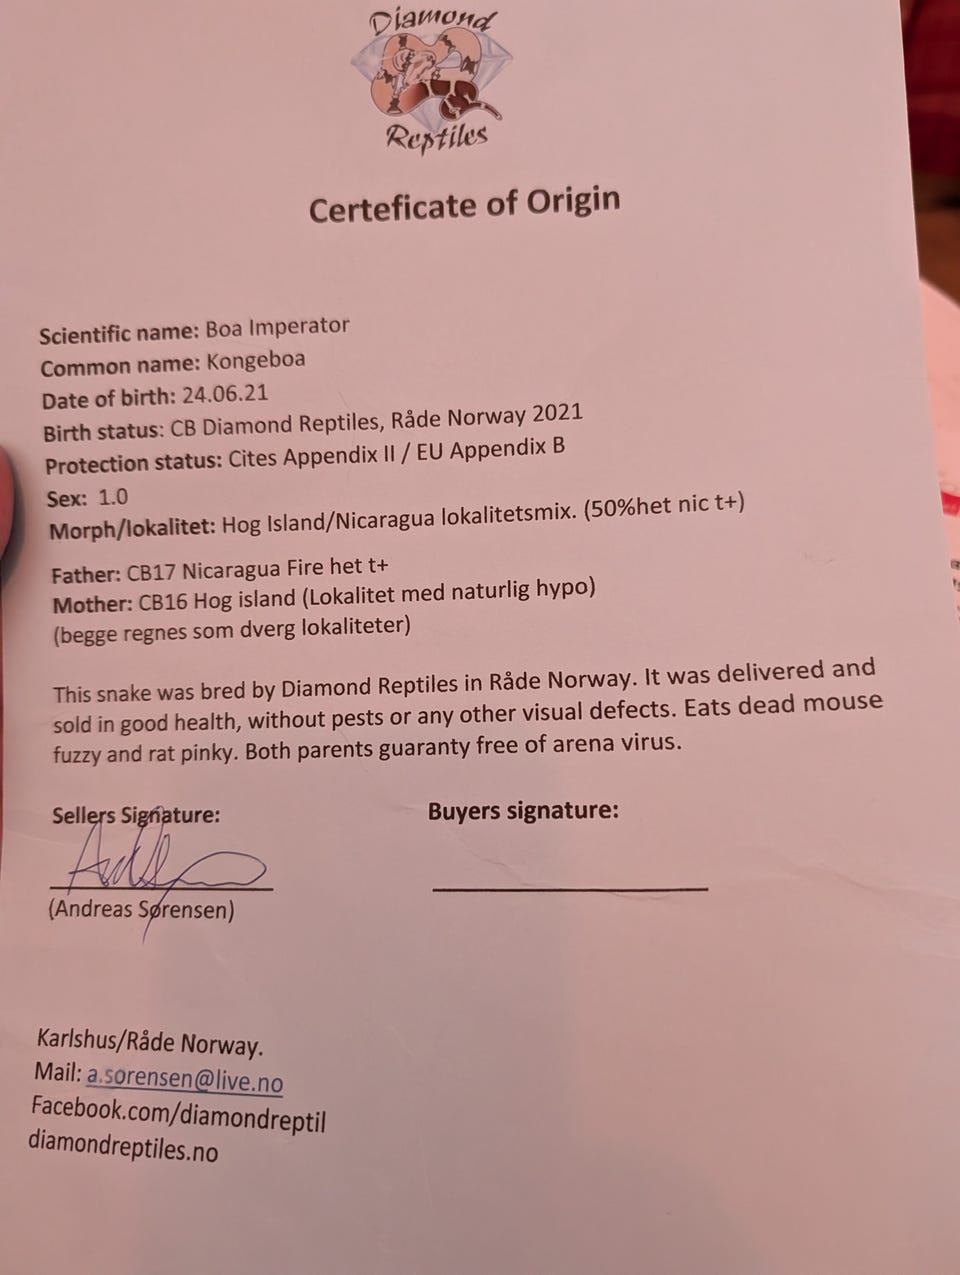 Diamond
Reptiles
Certeficate of Origin
Scientific name: Boa Imperator
Common name: Kongeboa
Date of birth: 24.06.21
Birth status: CB Diamond Reptiles, Råde Norway 2021
Protection status: Cites Appendix II / EU Appendix B
Sex: 1.0
Morph/lokalitet: Hog Island/Nicaragua lokalitetsmix. (50%het nic t+)
Father: CB17 Nicaragua Fire het t+
Mother: CB16 Hog island (Lokalitet med naturlig hypo)
(begge regnes som dverg lokaliteter)
This snake was bred by Diamond Reptiles in Råde Norway. It was delivered and
sold in good health, without pests or any other visual defects. Eats dead mouse
fuzzy and rat pinky. Both parents guaranty free of arena virus.
Sellers Signature:
Buyers signature:
(Andreas Sørensen)
Karlshus/Råde Norway.
Mail: a.sorensen@live.no
Facebook.com/diamondreptil
diamondreptiles.no